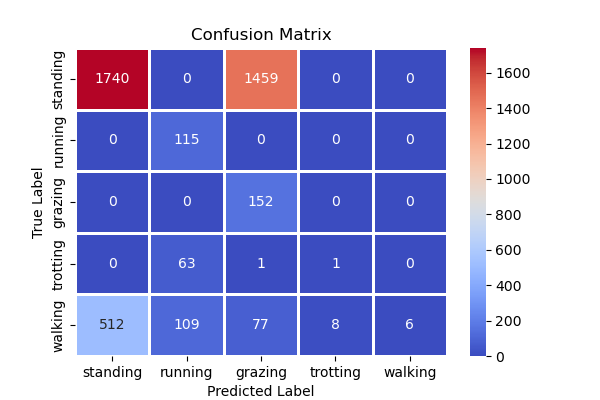 Confusion Matrix
standing 1740 0 1459 0 0
running 0 115 0 0 0
grazing 0 0 152 0 0
trotting 0 63 1 1 0
walking 512 109 77 8 6
standing running grazing trotting walking
Predicted Label
True Label
1600
1400
1200
1000
800
600
400
200
0